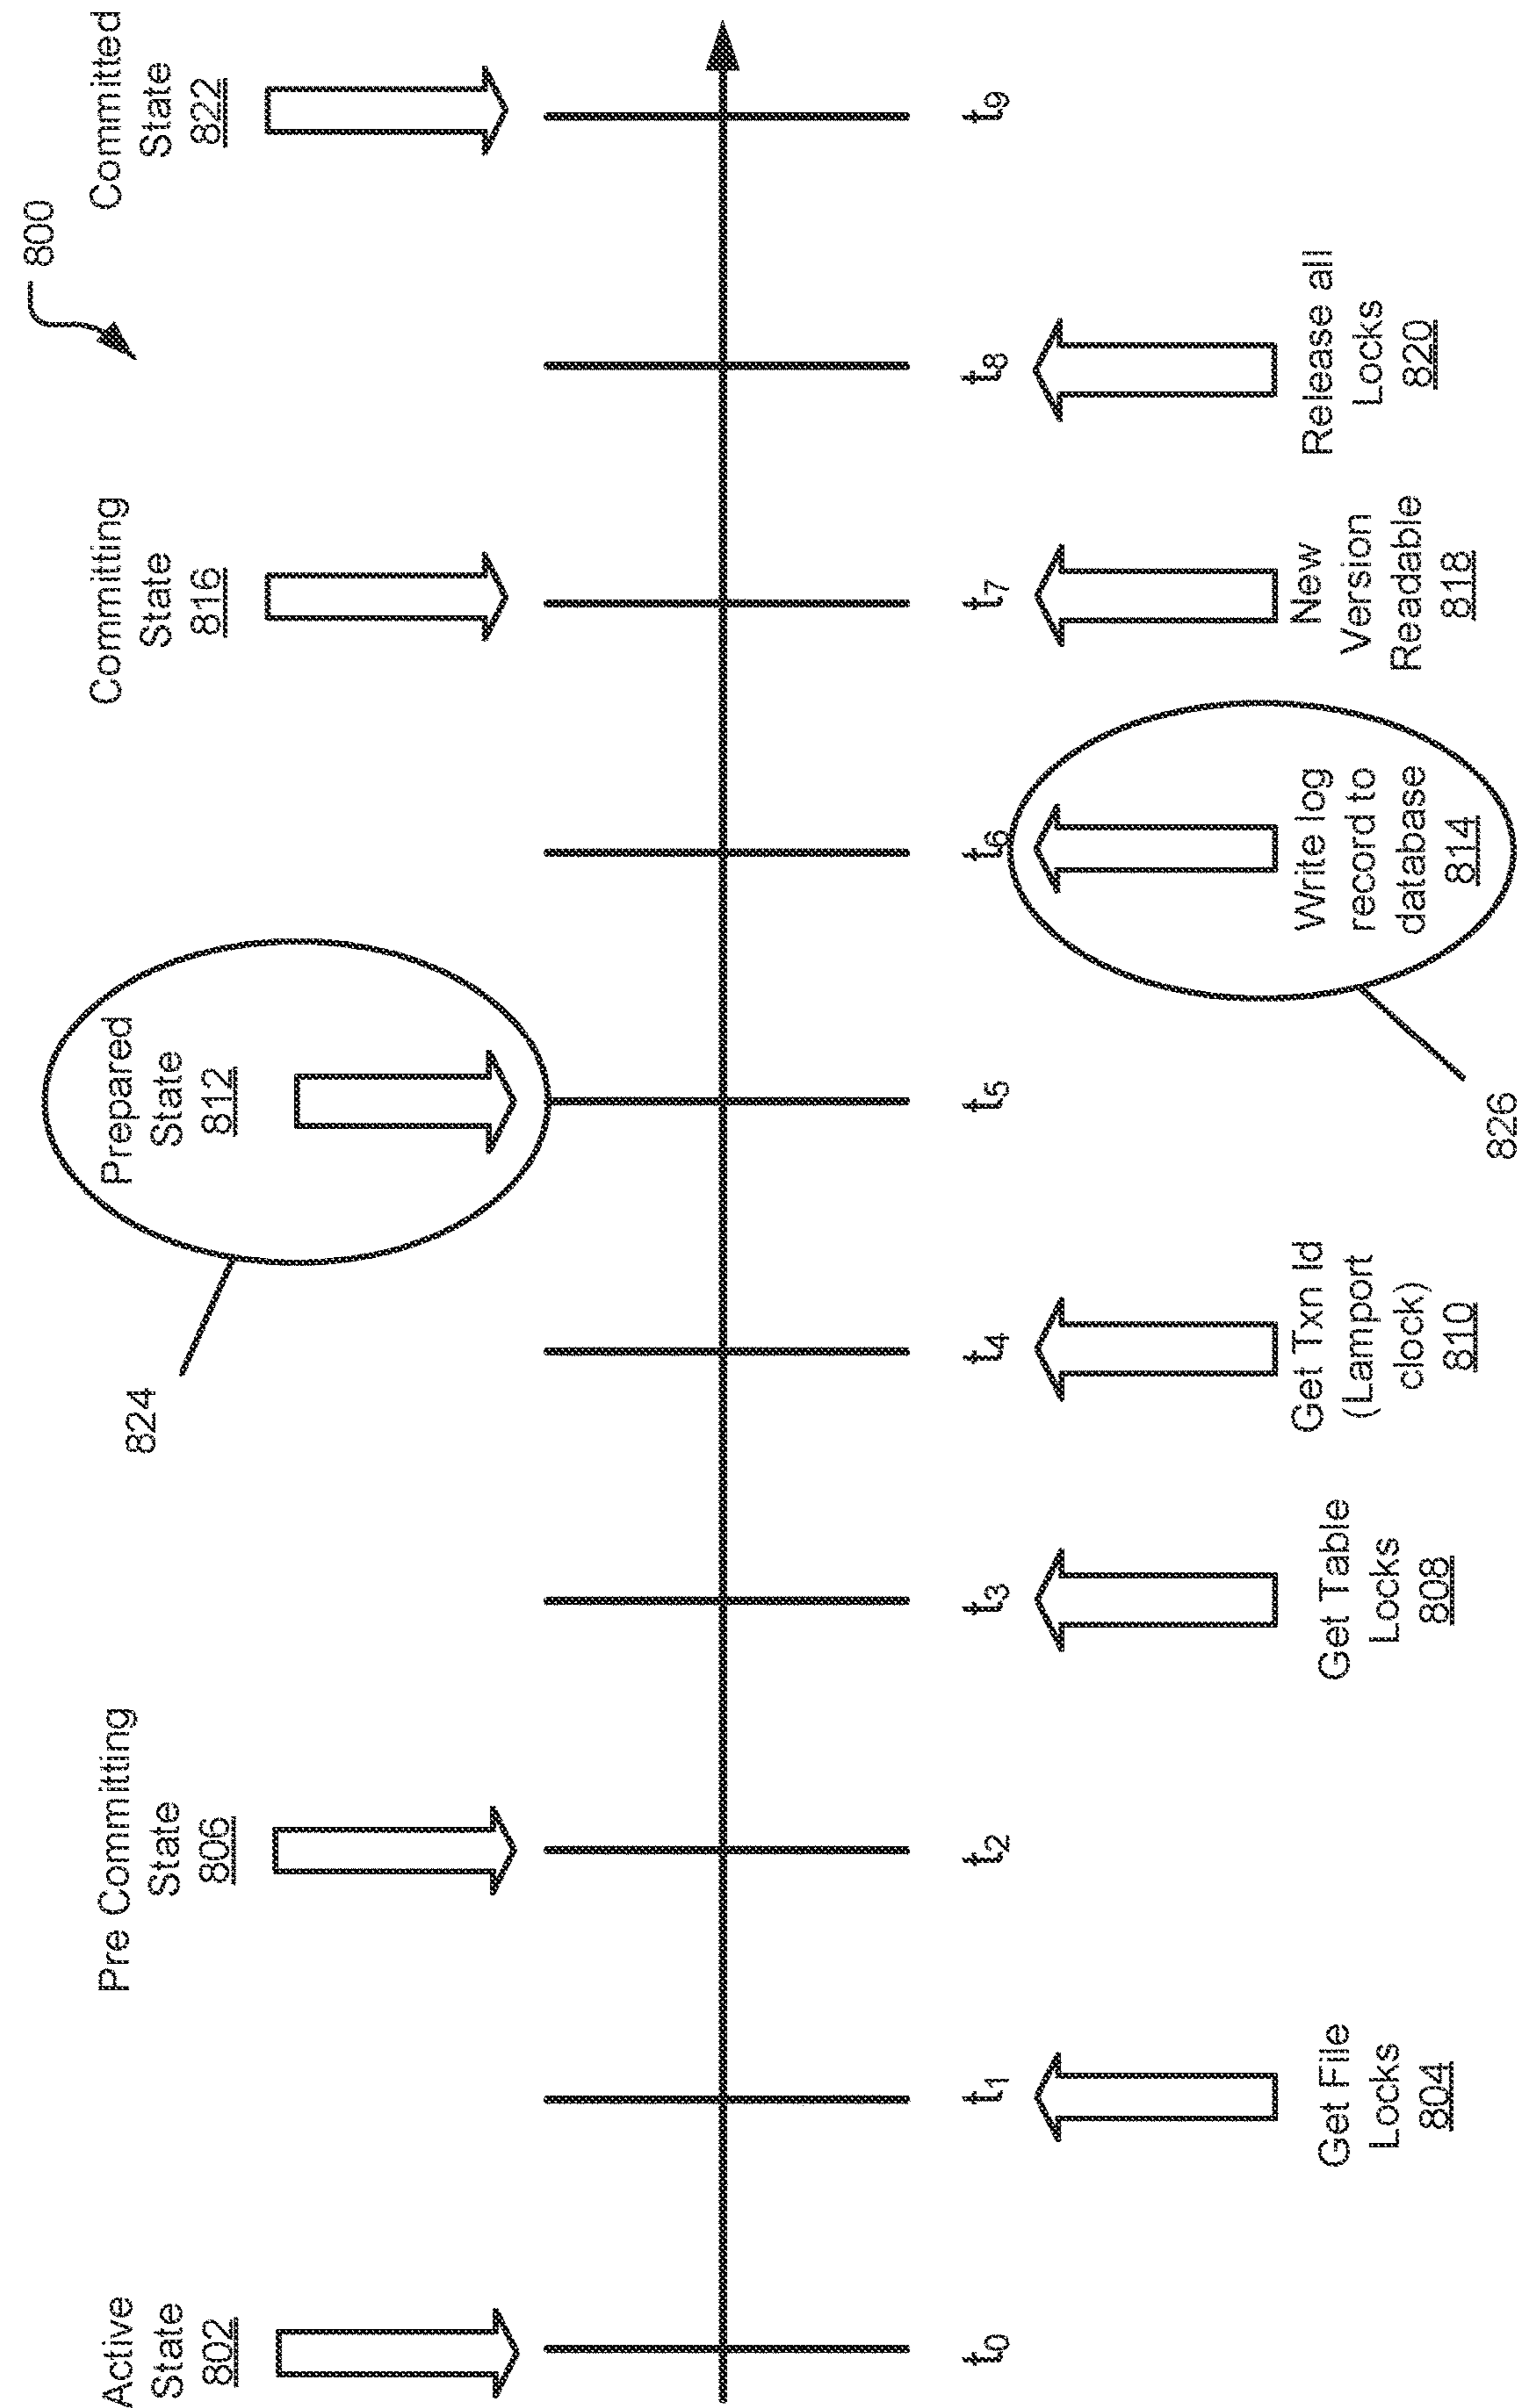 800
Active
State
802
Pre Committing
State
806
824
Prepared
State
812
Committing
State
816
Committed
State
822
t0
t1
t2
t3
t4
t5
t6
t7
t8
t9
Get File
Locks
804
Get Table
Locks
808
Get Txn Id
(Lamport
clock)
810
826
Write log
record to
database
814
New
Version
Readable
818
Release all
Locks
820